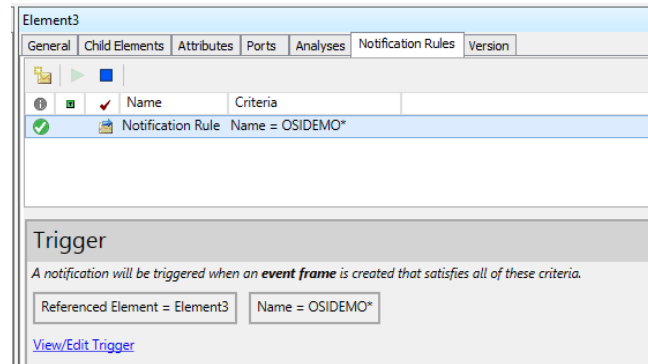 Element3
General Child Elements Attributes Ports Analyses Notification Rules Version
Name Criteria
Notification Rule Name = OSIDEMO*
Trigger
A notification will be triggered when an event frame is created that satisfies all of these criteria.
Referenced Element = Element3 Name = OSIDEMO*
View/Edit Trigger